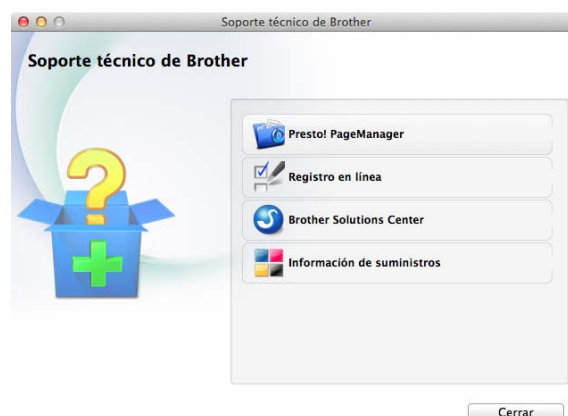 Soporte técnico de Brother
Soporte técnico de Brother
Presto! PageManager
Registro en línea
Brother Solutions Center
Información de suministros
Cerrar